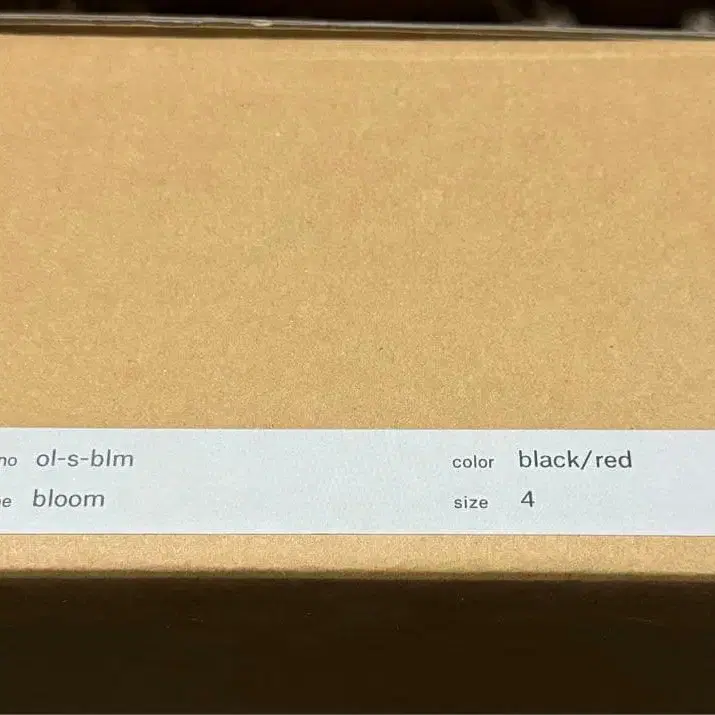 no ol-s-blm color black/red
e bloom size 4